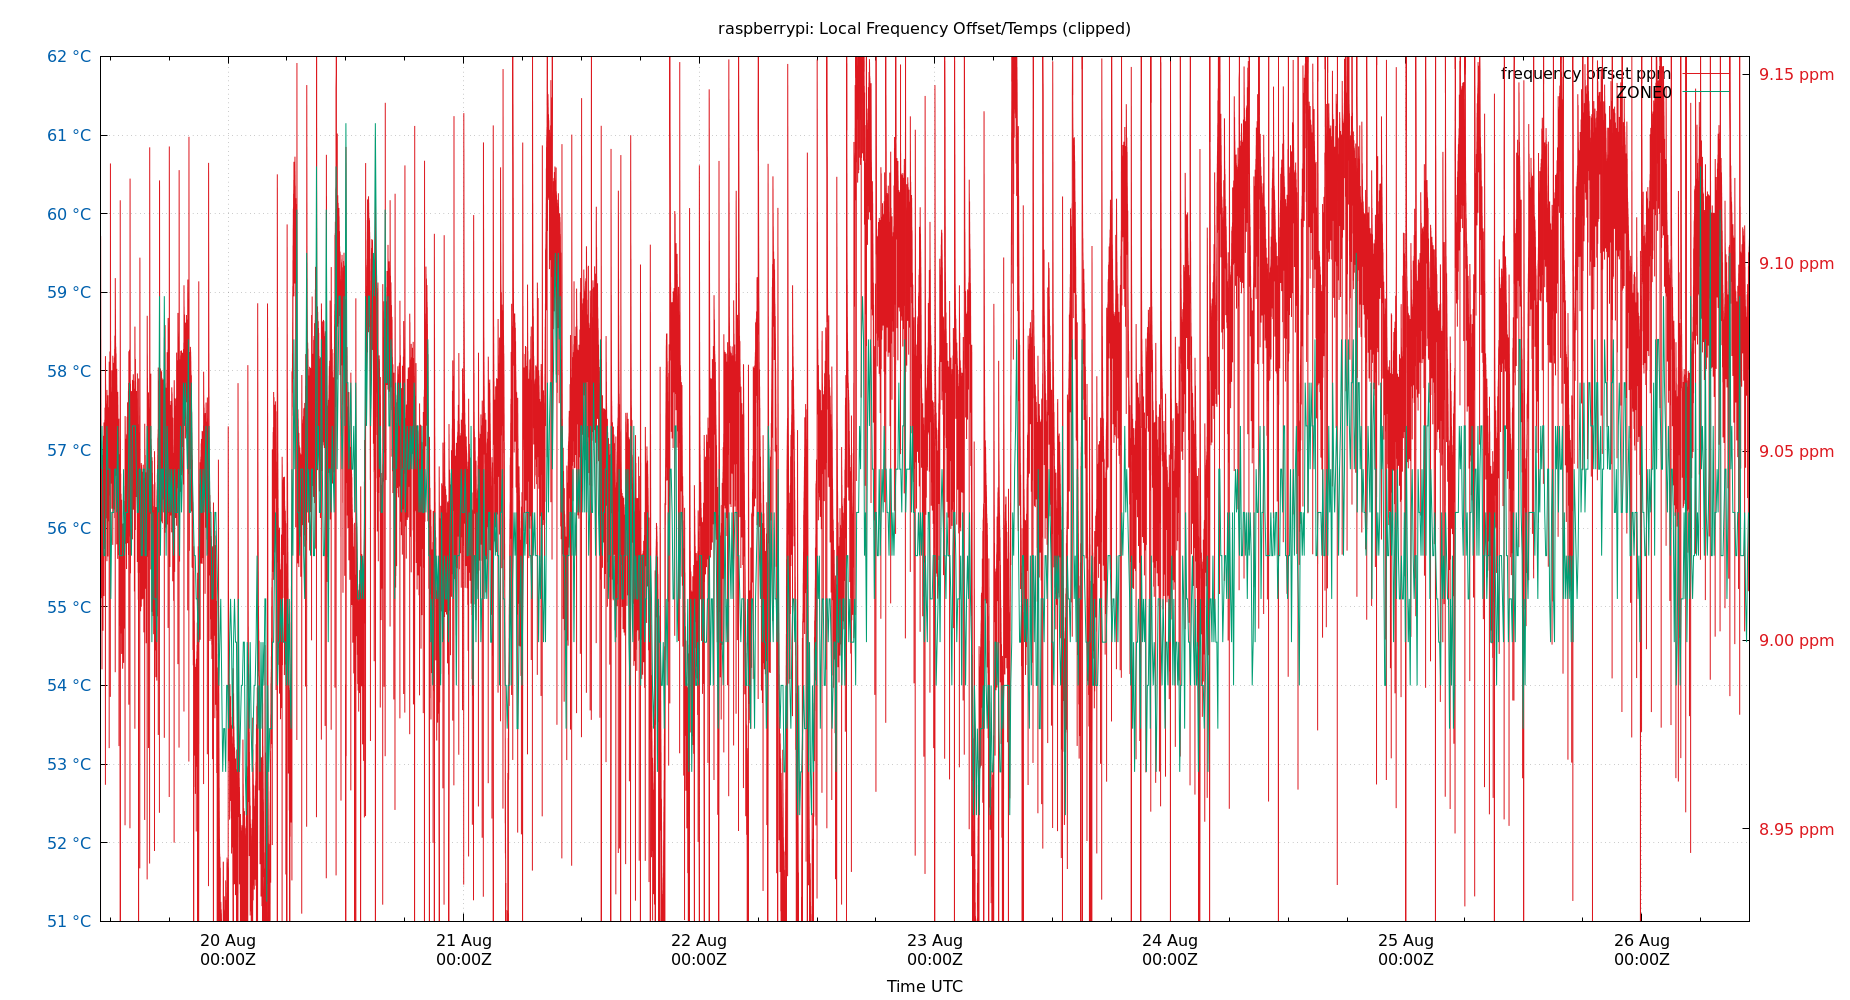 raspberrypi: Local Frequency Offset/Temps (clipped)
62 °C
61 °C
60 °C
59 °C
58 °C
57 °C
56 °C
55 °C
54 °C
53 °C
52 °C
51 °C
frequency offset ppm
ZONE0
9.15 ppm
9.10 ppm
9.05 ppm
9.00 ppm
8.95 ppm
20 Aug 21 Aug 22 Aug 23 Aug 24 Aug 25 Aug 26 Aug
00:00Z 00:00Z 00:00Z 00:00Z 00:00Z 00:00Z 00:00Z
Time UTC